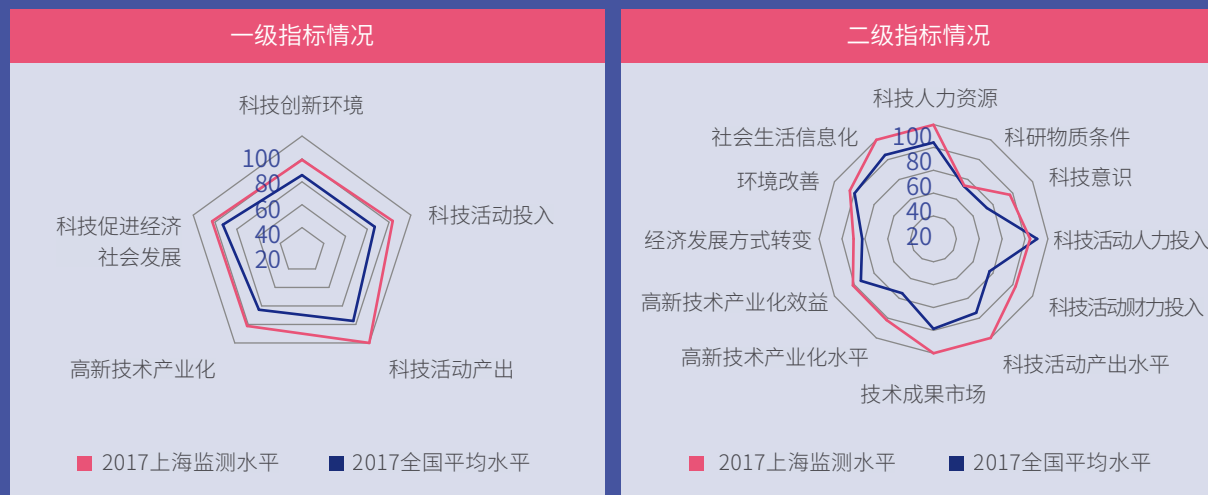 一级指标情况
科技创新环境
100
80
60
40
20
科技活动投入
科技促进经济
社会发展
高新技术产业化
科技活动产出
2017上海监测水平
2017全国平均水平
二级指标情况
科技人力资源
社会生活信息化
科研物质条件
环境改善
科技意识
100
80
60
40
20
经济发展方式转变
科技活动人力投入
高新技术产业化效益
科技活动财力投入
高新技术产业化水平
科技活动产出水平
技术成果市场
2017上海监测水平
2017全国平均水平